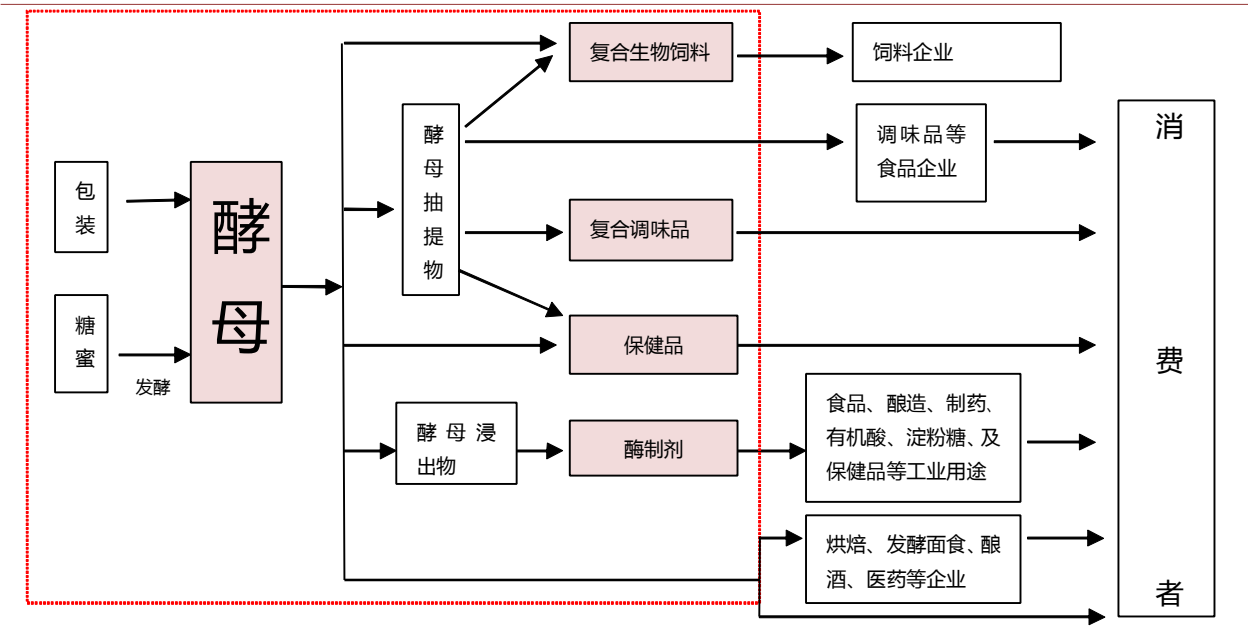 包
装
糖
蜜
发酵
酵
母
酵
母
抽
提
物
酵母浸
出物
复合生物饲料
复合调味品
保健品
酶制剂
饲料企业
调味品等
食品企业
食品、酿造、制药、
有机酸、淀粉糖、及
保健品等工业用途
烘焙、发酵面食、酿
酒、医药等企业
消
费
者